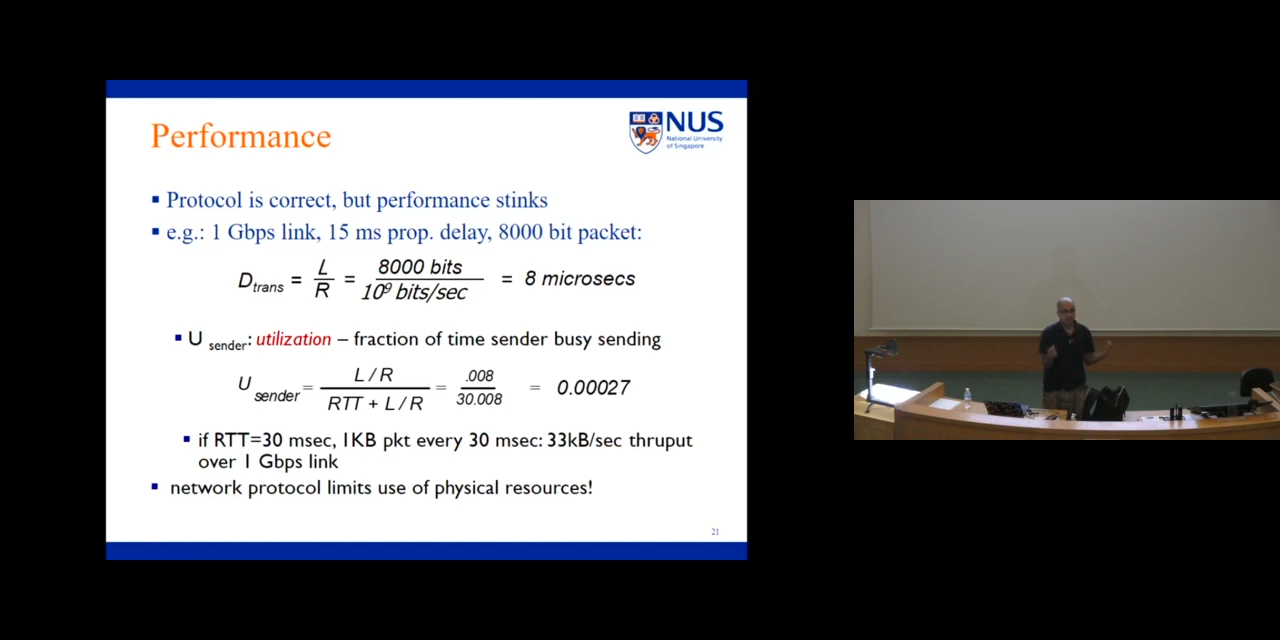 Performance
NUS
National University
of Singapore
▪ Protocol is correct, but performance stinks
▪ e.g.: 1 Gbps link, 15 ms prop. delay, 8000 bit packet:
D trans = L / R = 8000 bits / 10⁹ bits/sec = 8 microsecs
▪ U sender: utilization – fraction of time sender busy sending
U sender = L / R / RTT + L / R = .008 / 30.008 = 0.00027
▪ if RTT=30 msec, 1KB pkt every 30 msec: 33kB/sec thruput
over 1 Gbps link
▪ network protocol limits use of physical resources!
21